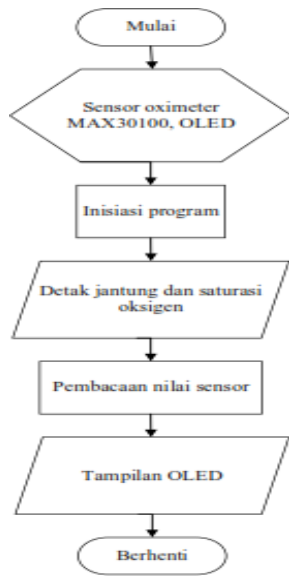 Mulai
Sensor oximeter
MAX30100, OLED
Inisiasi program
Detak jantung dan saturasi
oksigen
Pembacaan nilai sensor
Tampilan OLED
Berhenti